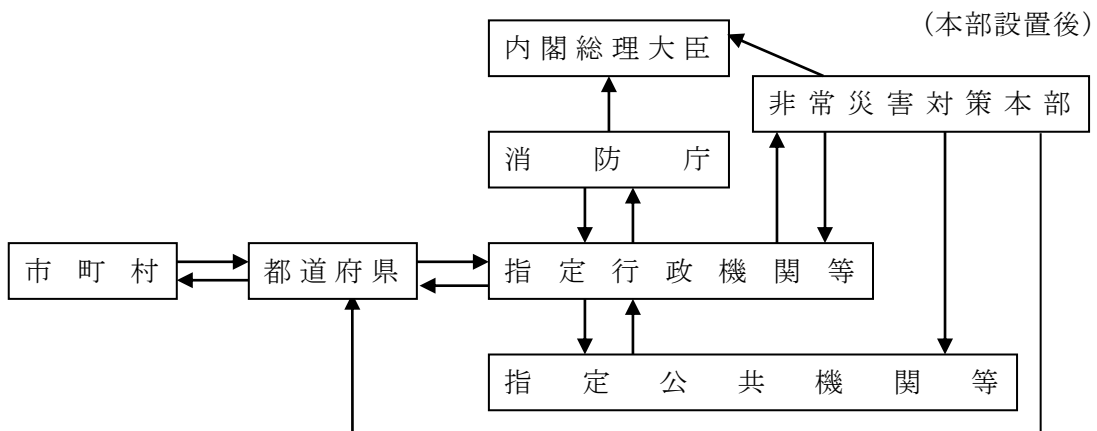 (本部設置後)
内閣総理大臣
非常災害対策本部
消防庁
市町村
都道府県
指定行政機関等
指定公共機関等